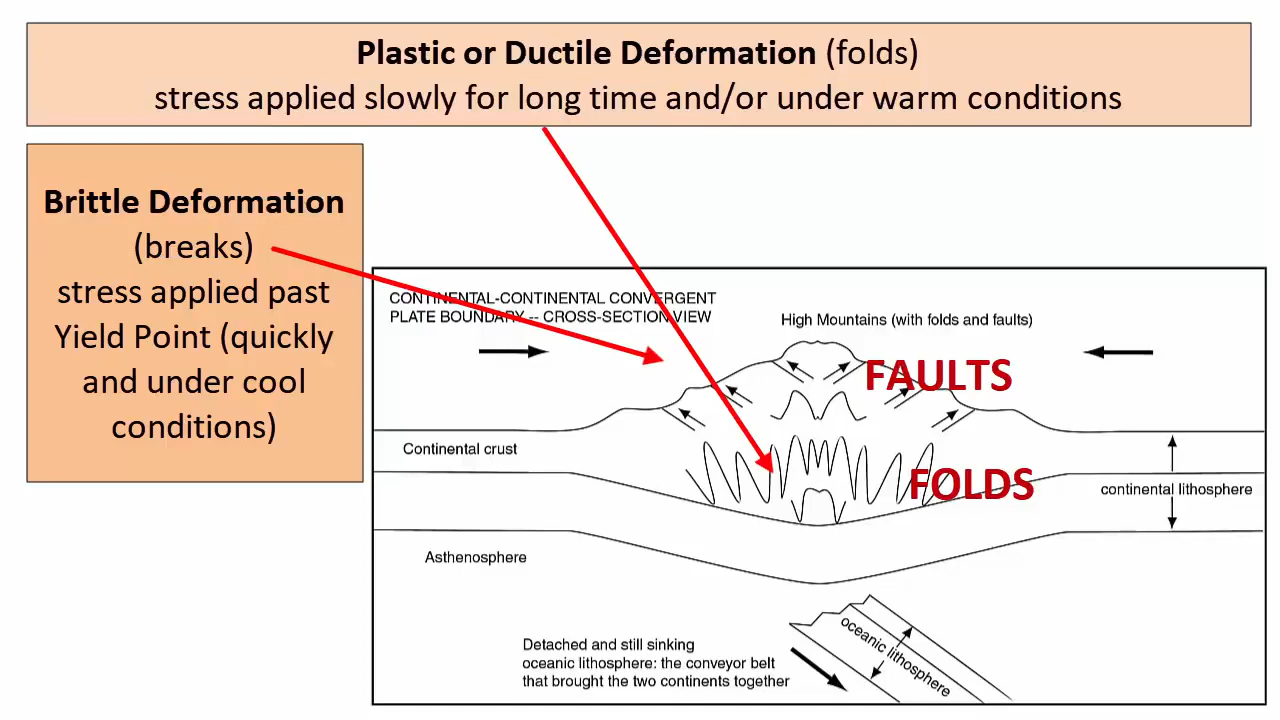 Plastic or Ductile Deformation (folds)
stress applied slowly for long time and/or under warm conditions
Brittle Deformation
(breaks)
stress applied past
Yield Point (quickly
and under cool
conditions)
CONTINENTAL-CONTINENTAL CONVERGENT
PLATE BOUNDARY -- CROSS-SECTION VIEW
High Mountains (with folds and faults)
FAULTS
Continental crust
FOLDS
continental lithosphere
Asthenosphere
Detached and still sinking
oceanic lithosphere: the conveyor belt
that brought the two continents together
oceanic lithosphere